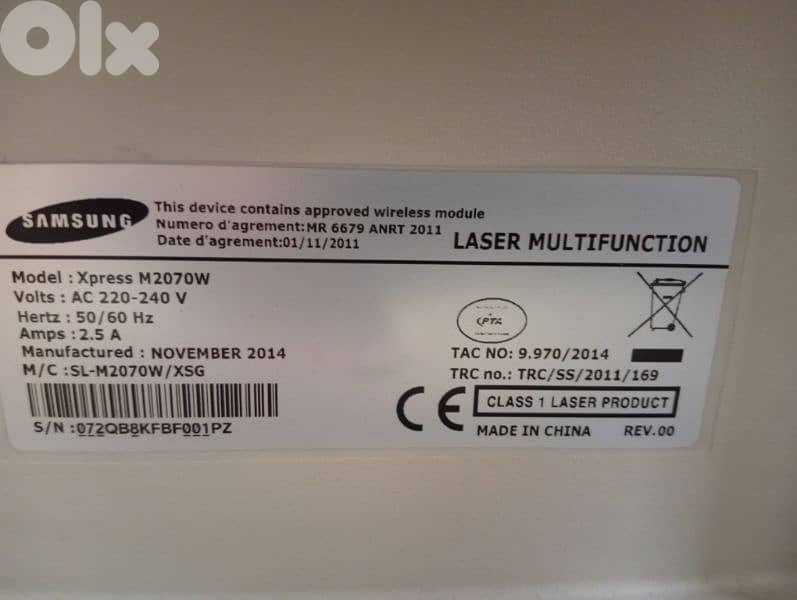 Olx
SAMSUNG
This device contains approved wireless module
Numero d'agrement:MR 6679 ANRT 2011
Date d'agrement:01/11/2011
LASER MULTIFUNCTION
Model : Xpress M2070W
Volts : AC 220-240 V
Hertz : 50/60 Hz
Amps : 2.5 A
Manufactured : NOVEMBER 2014
M/C :SL-M2070W/XSG
S/N :072QB8KFBF001PZ
PTA
TAC NO: 9.970/2014
TRC no.: TRC/SS/2011/169
CE
CLASS 1 LASER PRODUCT
MADE IN CHINA REV.00